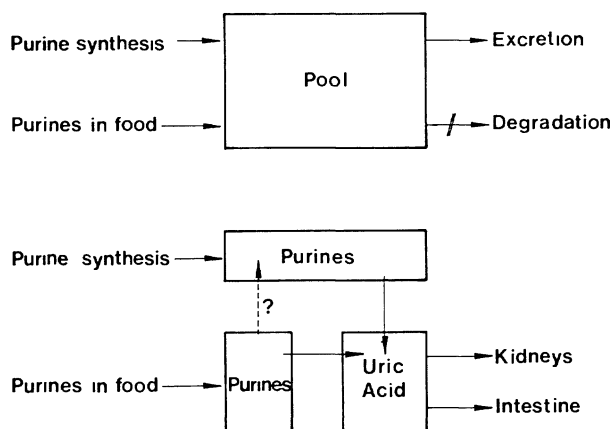 Purine synthesis
Excretion
Pool
Purines in food
Degradation
Purine synthesis
Purines
?
Purines in food
Purines
Uric
Acid
Kidneys
Intestine